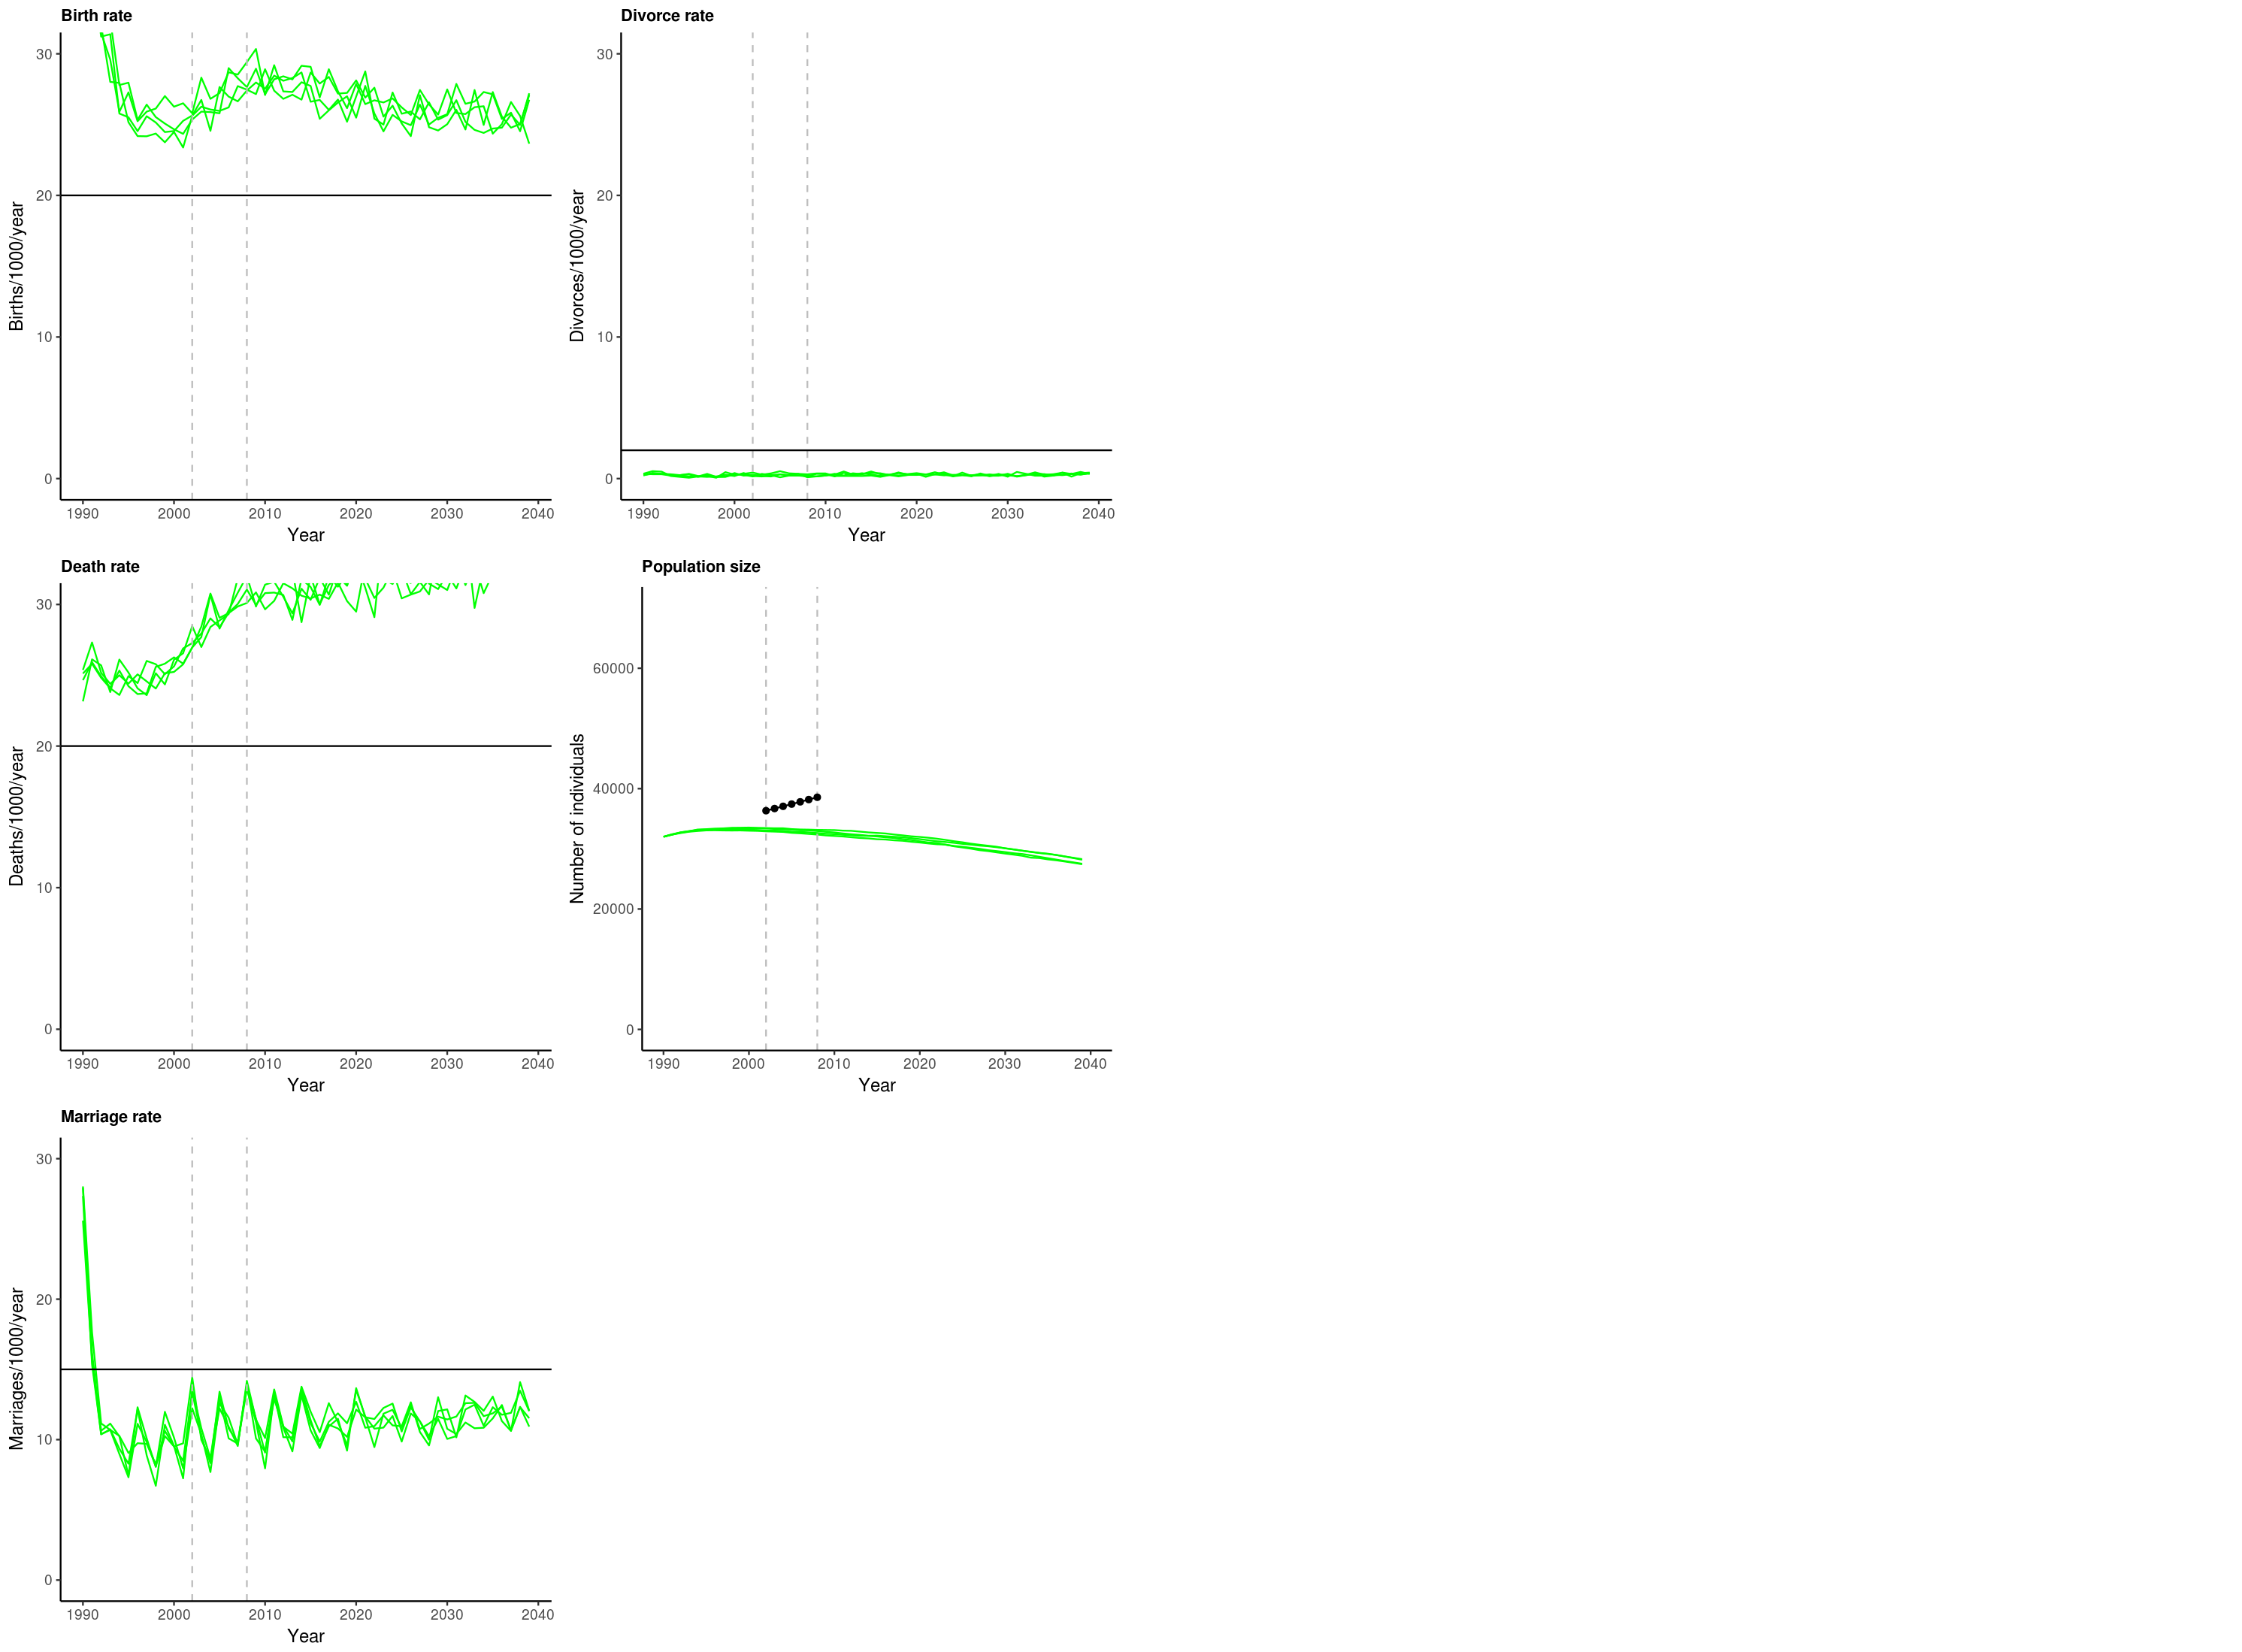 Birth rate
30
20
10
0
Births/1000/year
1990 2000 2010 2020 2030 2040
Year
Divorce rate
30
20
10
0
Divorces/1000/year
1990 2000 2010 2020 2030 2040
Year
Death rate
30
20
10
0
Deaths/1000/year
1990 2000 2010 2020 2030 2040
Year
Population size
60000
40000
20000
0
Number of individuals
1990 2000 2010 2020 2030 2040
Year
Marriage rate
30
20
10
0
Marriages/1000/year
1990 2000 2010 2020 2030 2040
Year